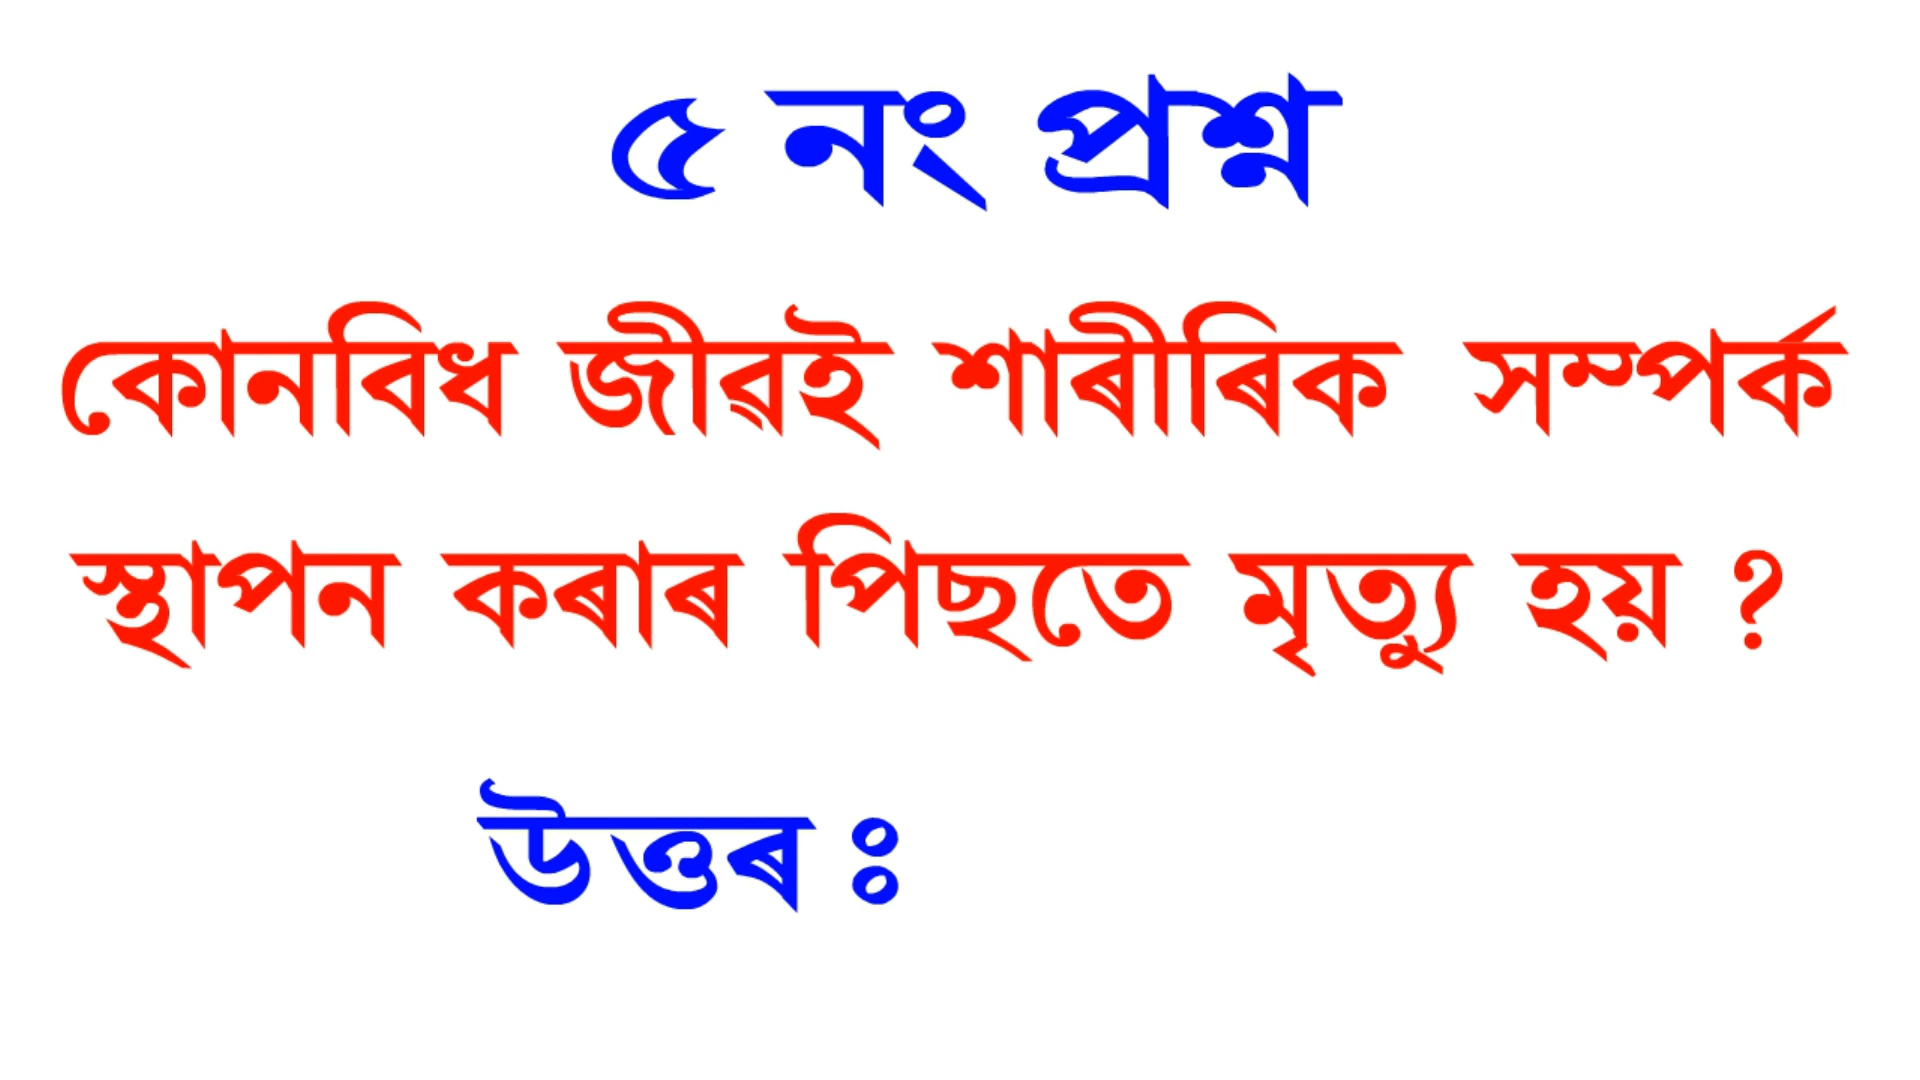 ৫ নং প্ৰশ্ন
কোনবিধ জীৱই শাৰীৰিক সম্পৰ্ক
স্থাপন কৰাৰ পিছতে মৃত্যু হয় ?
উত্তৰ ঃ